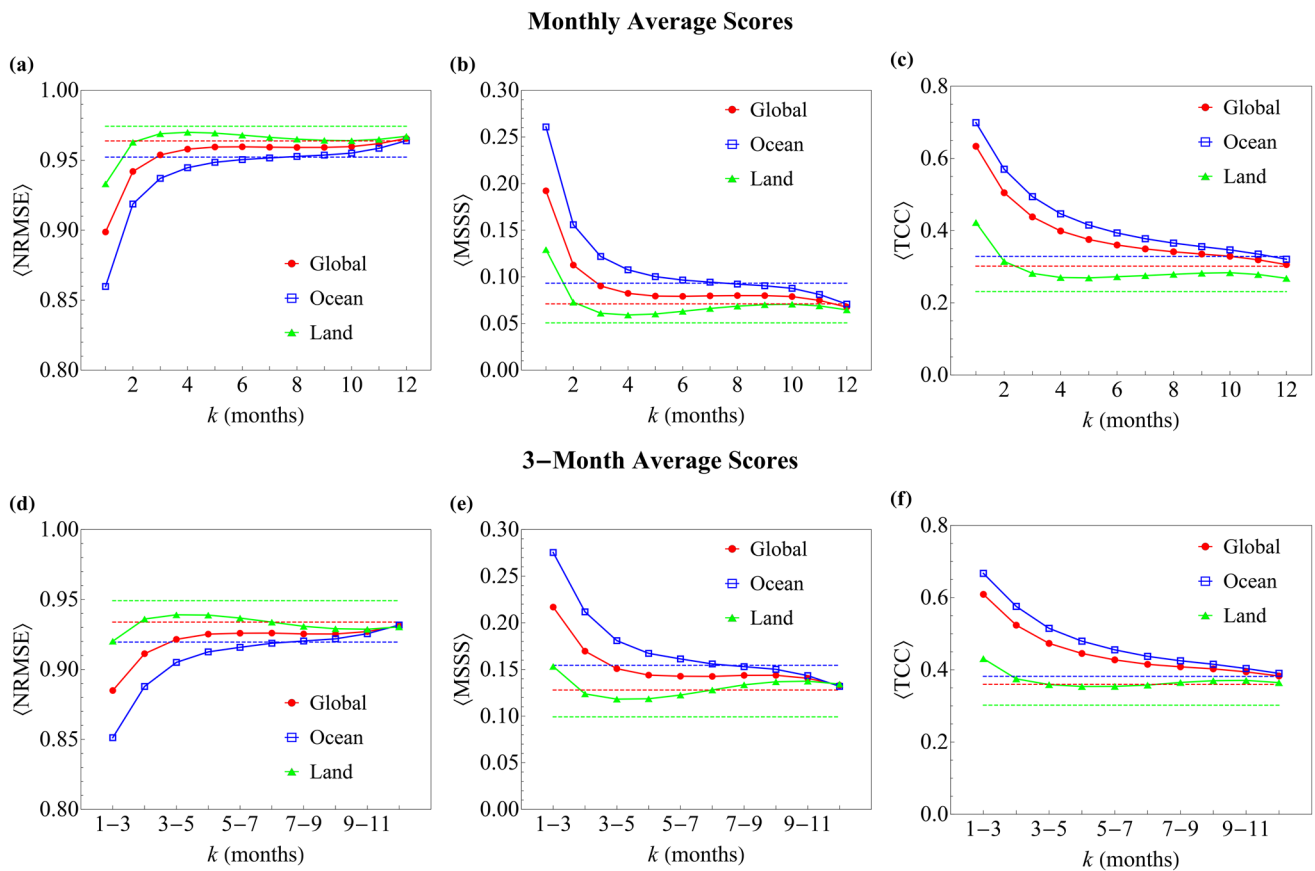 Monthly Average Scores
(a)
1.00
0.95
0.90
0.85
0.80
⟨NRMSE⟩
Global
Ocean
Land
2 4 6 8 10 12
k (months)
(b)
0.30
0.25
0.20
0.15
0.10
0.05
0.00
⟨MSSS⟩
Global
Ocean
Land
2 4 6 8 10 12
k (months)
(c)
0.8
0.6
0.4
0.2
0.0
⟨TCC⟩
Global
Ocean
Land
2 4 6 8 10 12
k (months)
3−Month Average Scores
(d)
1.00
0.95
0.90
0.85
0.80
⟨NRMSE⟩
Global
Ocean
Land
1−3 3−5 5−7 7−9 9−11
k (months)
(e)
0.30
0.25
0.20
0.15
0.10
0.05
0.00
⟨MSSS⟩
Global
Ocean
Land
1−3 3−5 5−7 7−9 9−11
k (months)
(f)
0.8
0.6
0.4
0.2
0.0
⟨TCC⟩
Global
Ocean
Land
1−3 3−5 5−7 7−9 9−11
k (months)